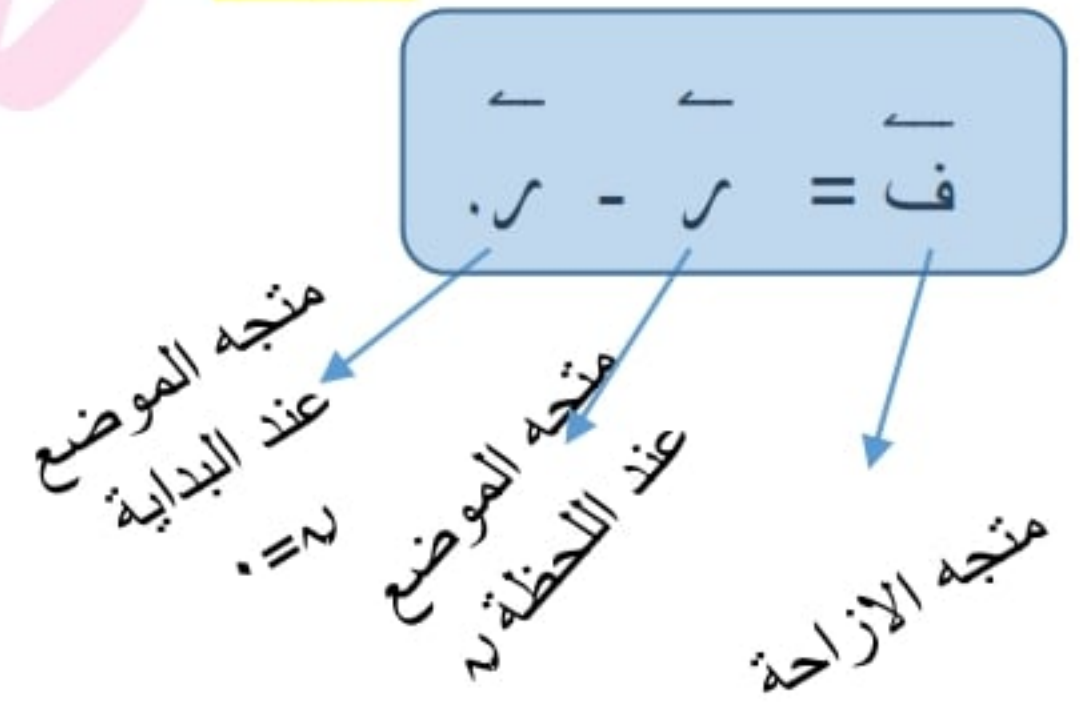 ف = ر - ر.
متجه الازاحة
متجه الموضع
عند اللحظة ن
متجه الموضع
عند البداية
ن=٠